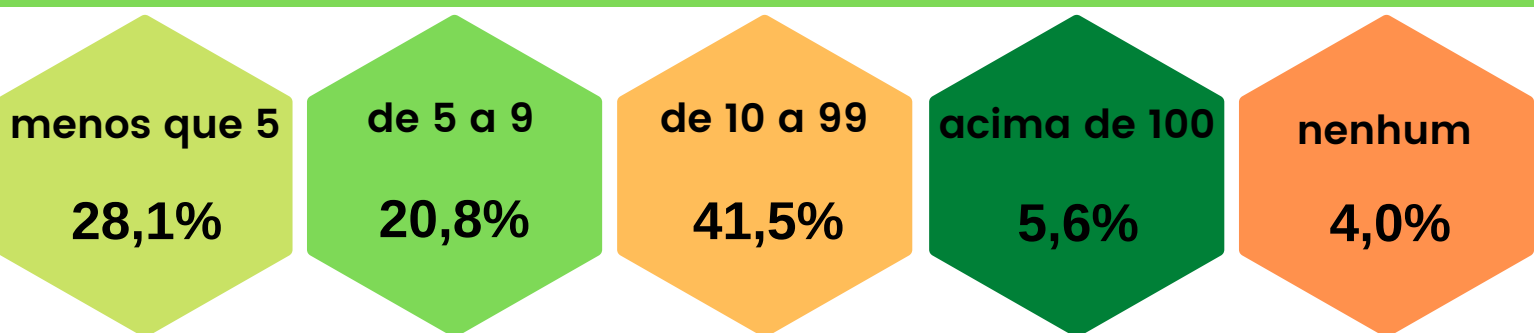 menos que 5
28,1%
de 5 a 9
20,8%
de 10 a 99
41,5%
acima de 100
5,6%
nenhum
4,0%